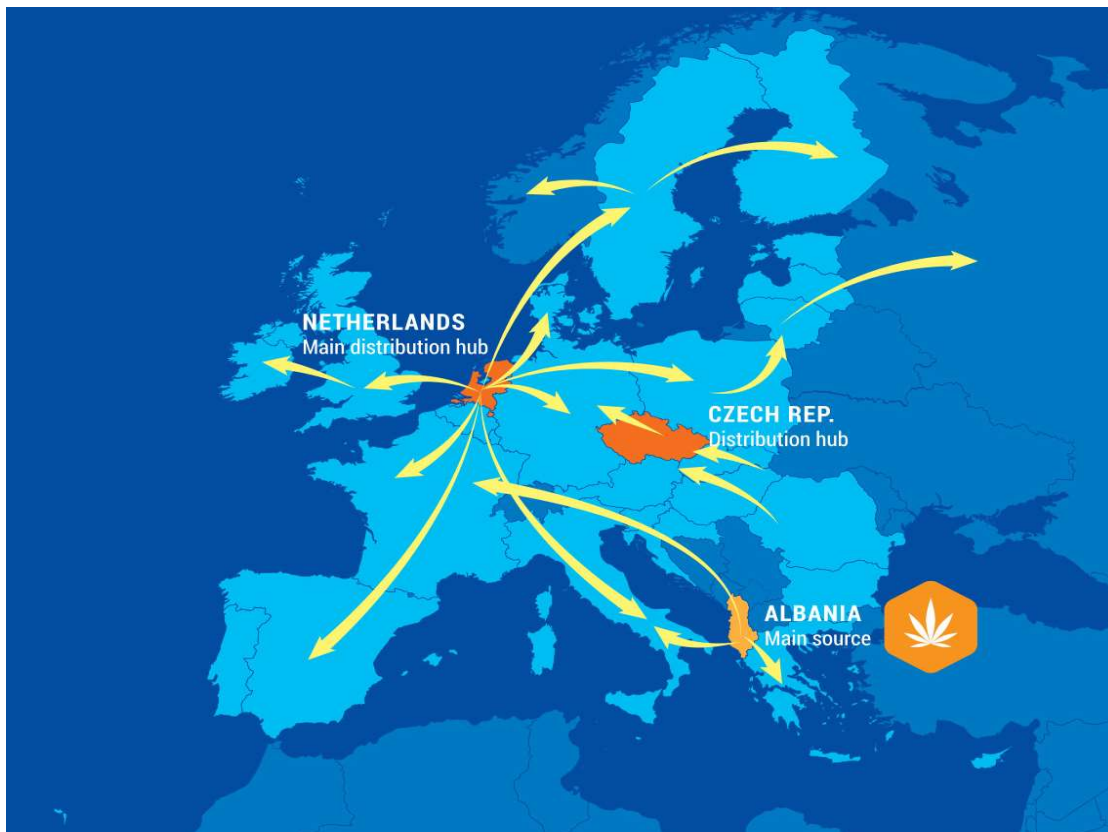 NETHERLANDS
Main distribution hub
CZECH REP.
Distribution hub
ALBANIA
Main source